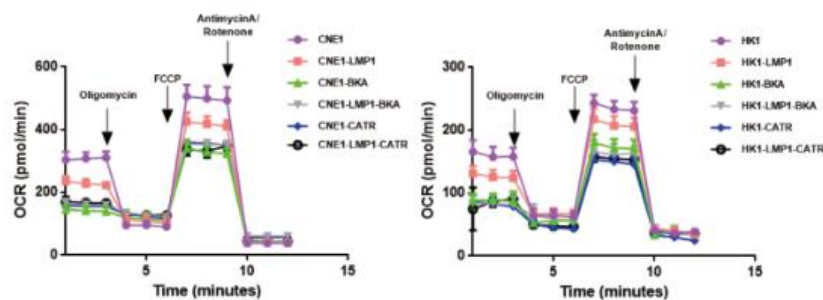 AntimycinA/
Rotenone
FCCP
Oligomycin
600
400
200
0
OCR (pmol/min)
5
10
15
Time (minutes)
CNE1
CNE1-LMP1
CNE1-BKA
CNE1-LMP1-BKA
CNE1-CATR
CNE1-LMP1-CATR
AntimycinA/
Rotenone
FCCP
Oligomycin
300
200
100
0
OCR (pmol/min)
5
10
15
Time (minutes)
HK1
HK1-LMP1
HK1-BKA
HK1-LMP1-BKA
HK1-CATR
HK1-LMP1-CATR